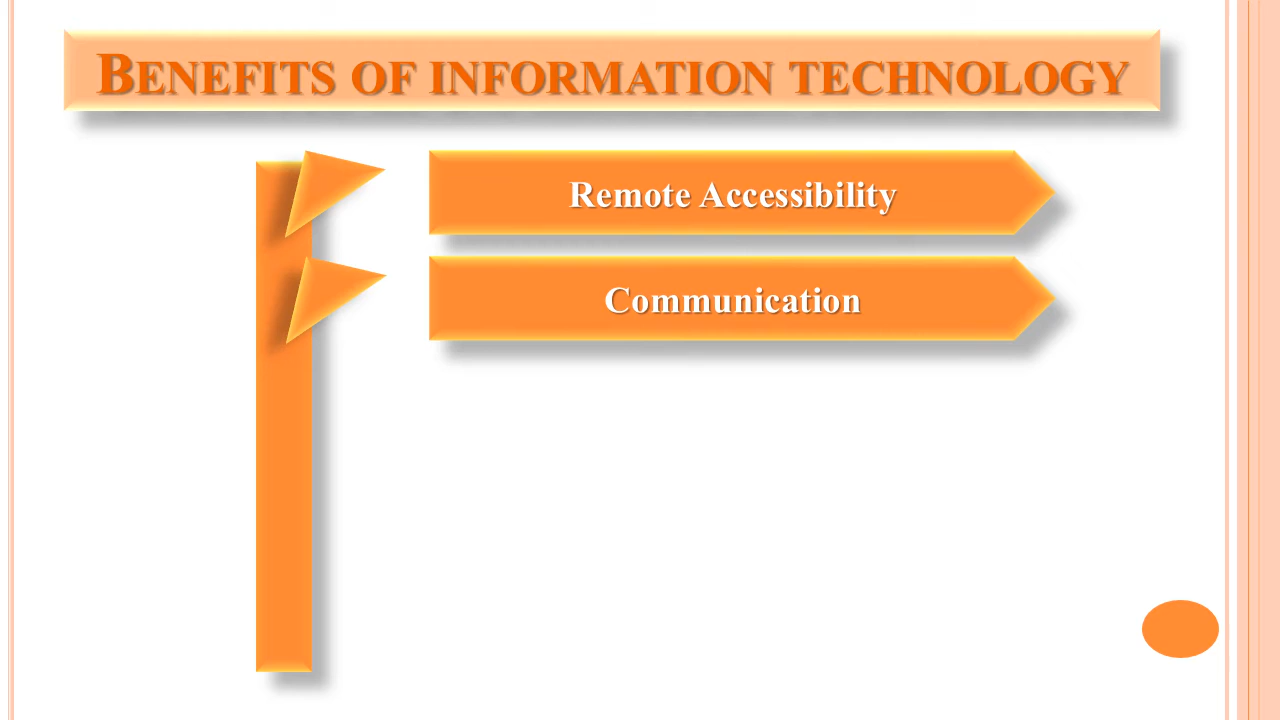 Benefits of information technology
Remote Accessibility
Communication